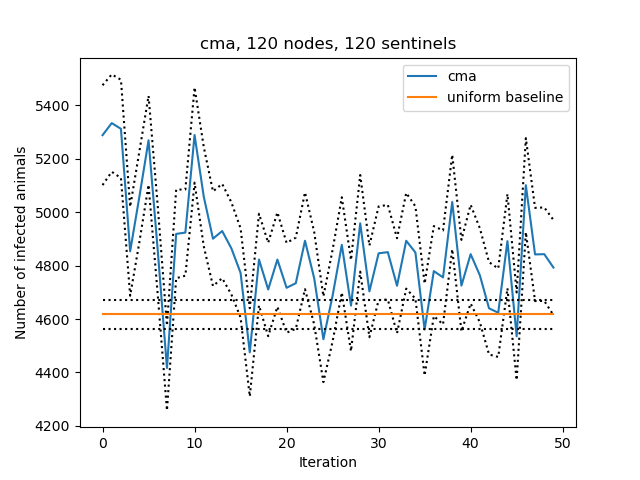 cma, 120 nodes, 120 sentinels
cma
uniform baseline
Number of infected animals
5400
5200
5000
4800
4600
4400
4200
0 10 20 30 40 50
Iteration